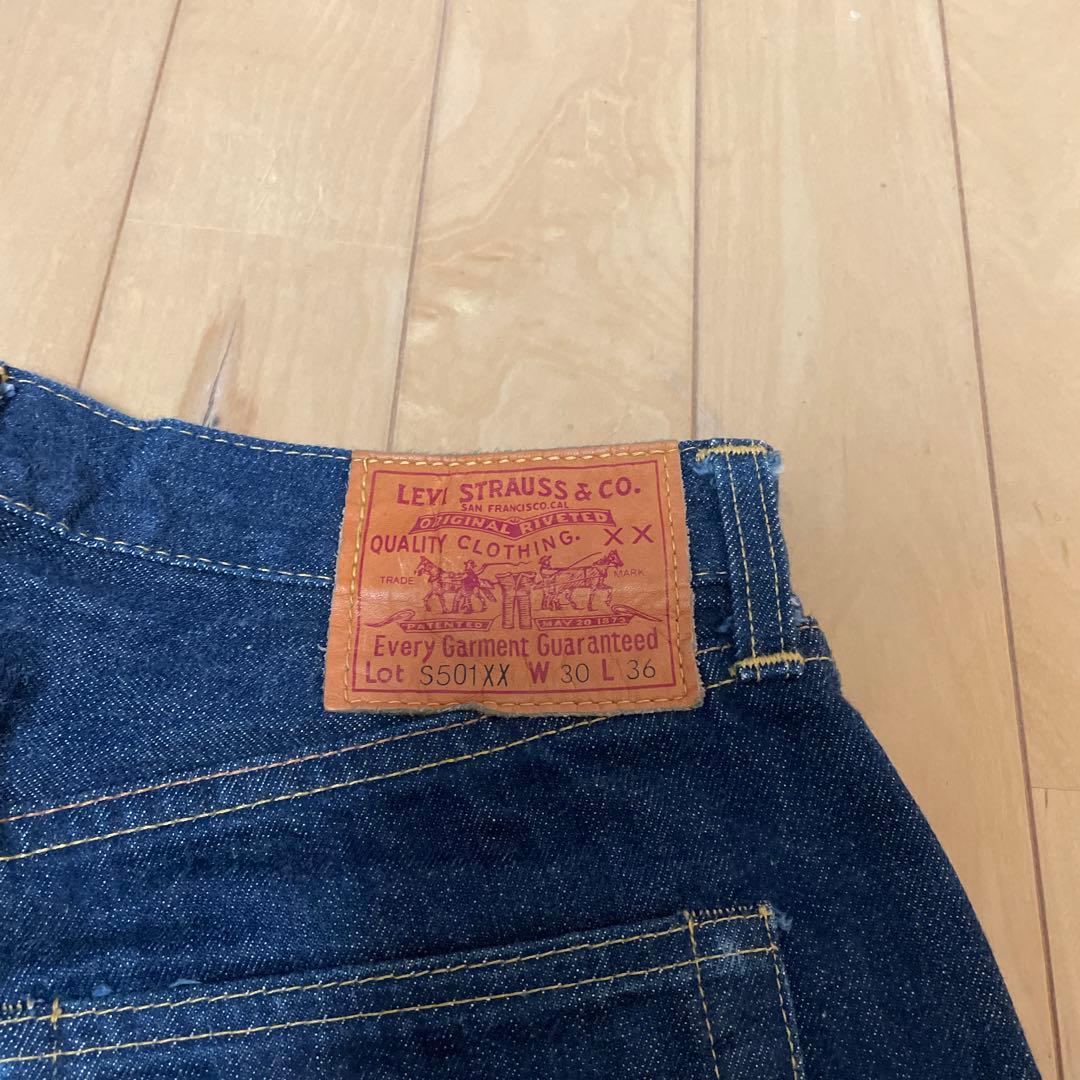 LEVI STRAUSS & CO.
SAN FRANCISCO.CAL
ORIGINAL RIVETED
QUALITY CLOTHING. XX
TRADE MARK
PATENTED MAY 20 1873
Every Garment Guaranteed
Lot S501XX W 30 L 36